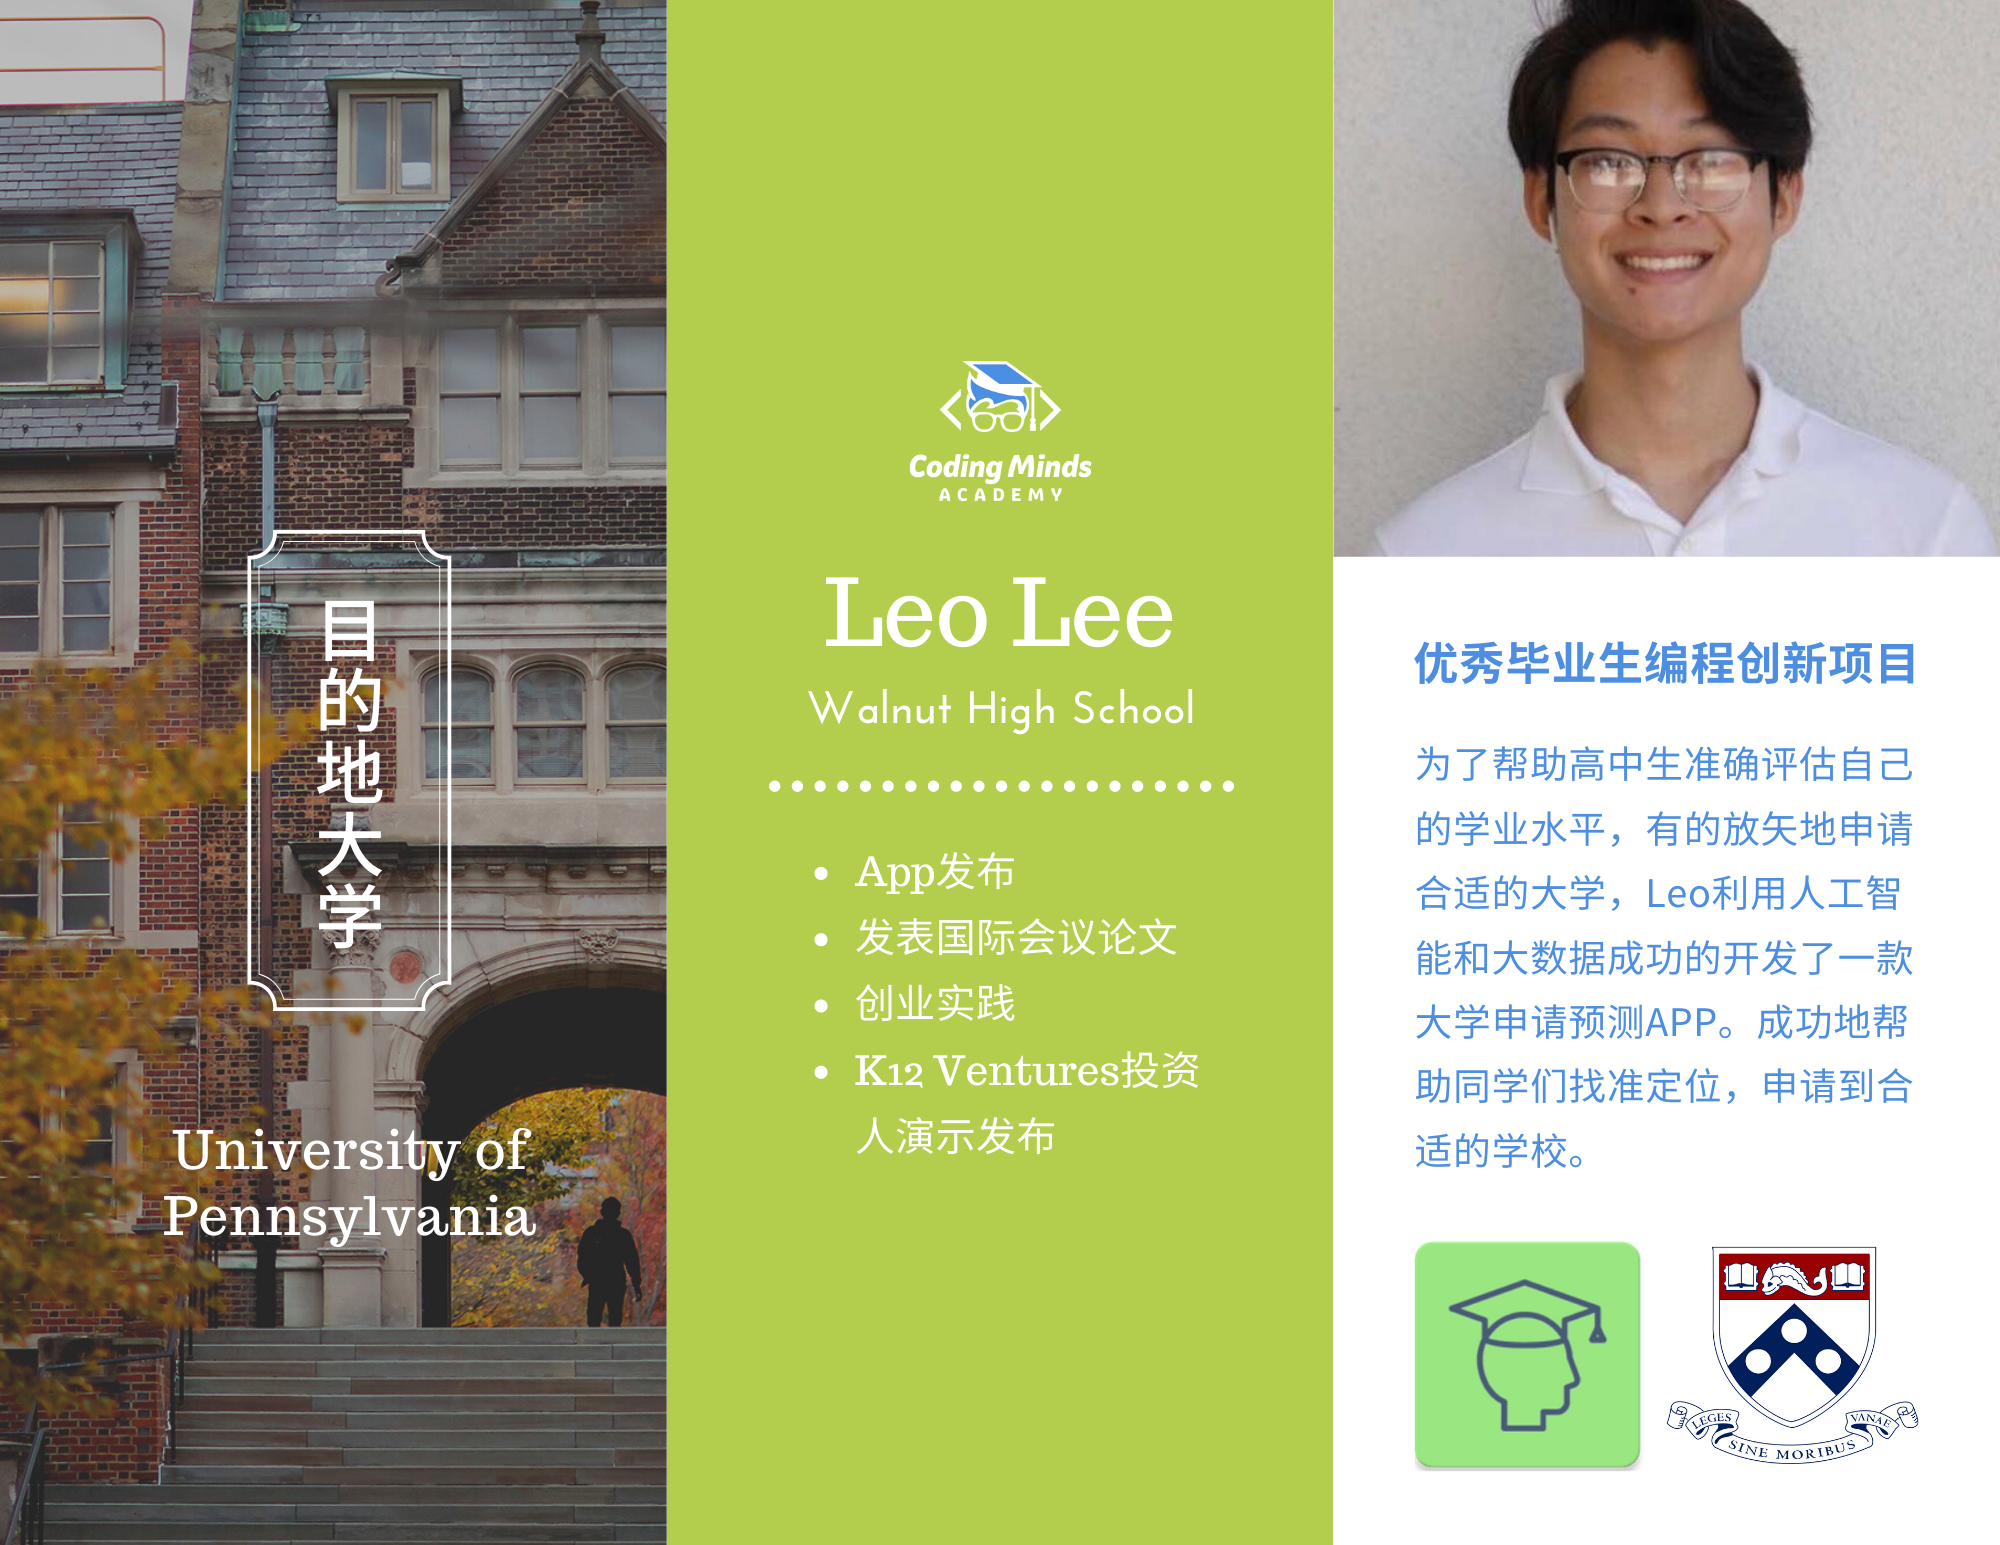 目的地大学
University of
Pennsylvania
Coding Minds
ACADEMY
Leo Lee
Walnut High School
• App发布
• 发表国际会议论文
• 创业实践
• K12 Ventures投资
人演示发布
优秀毕业生编程创新项目
为了帮助高中生准确评估自己
的学业水平，有的放矢地申请
合适的大学，Leo利用人工智
能和大数据成功的开发了一款
大学申请预测APP。成功地帮
助同学们找准定位，申请到合
适的学校。
LEGES
SINE MORIBUS
VANAE